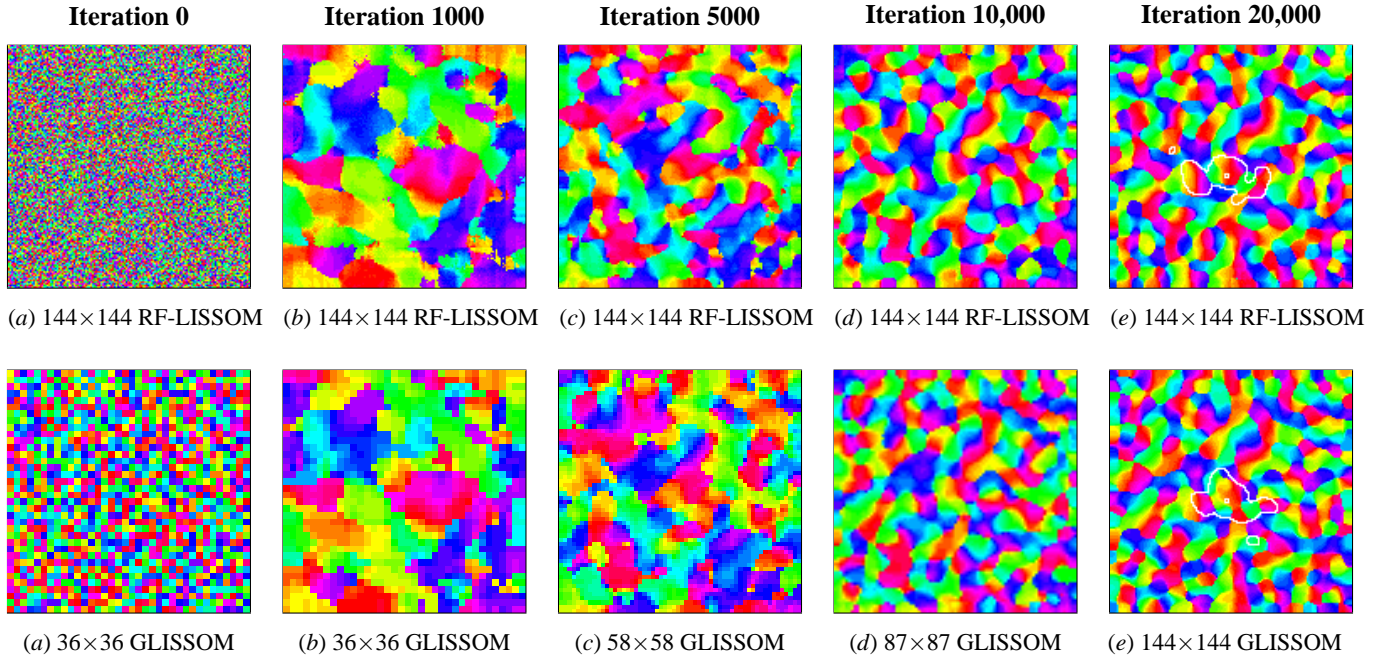 Iteration 0 Iteration 1000 Iteration 5000 Iteration 10,000 Iteration 20,000
(a) 144×144 RF-LISSOM (b) 144×144 RF-LISSOM (c) 144×144 RF-LISSOM (d) 144×144 RF-LISSOM (e) 144×144 RF-LISSOM
(a) 36×36 GLISSOM (b) 36×36 GLISSOM (c) 58×58 GLISSOM (d) 87×87 GLISSOM (e) 144×144 GLISSOM